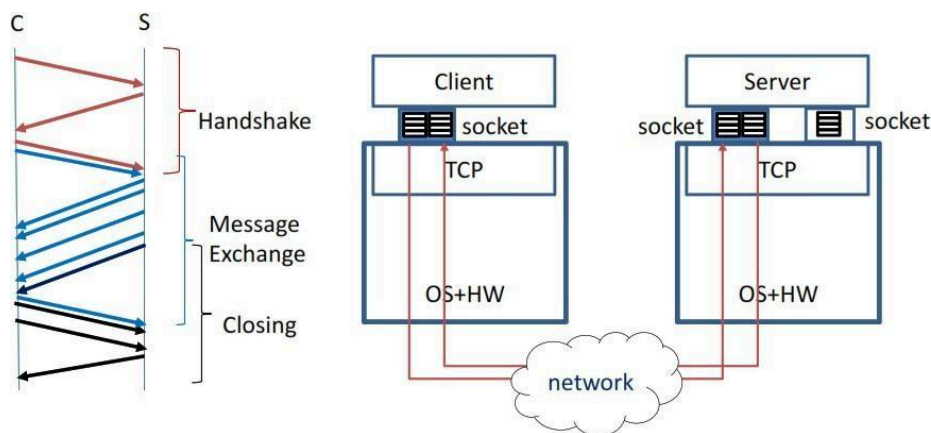 C
S
Handshake
Message
Exchange
Closing
Client
socket
TCP
OS+HW
Server
socket
socket
TCP
OS+HW
network